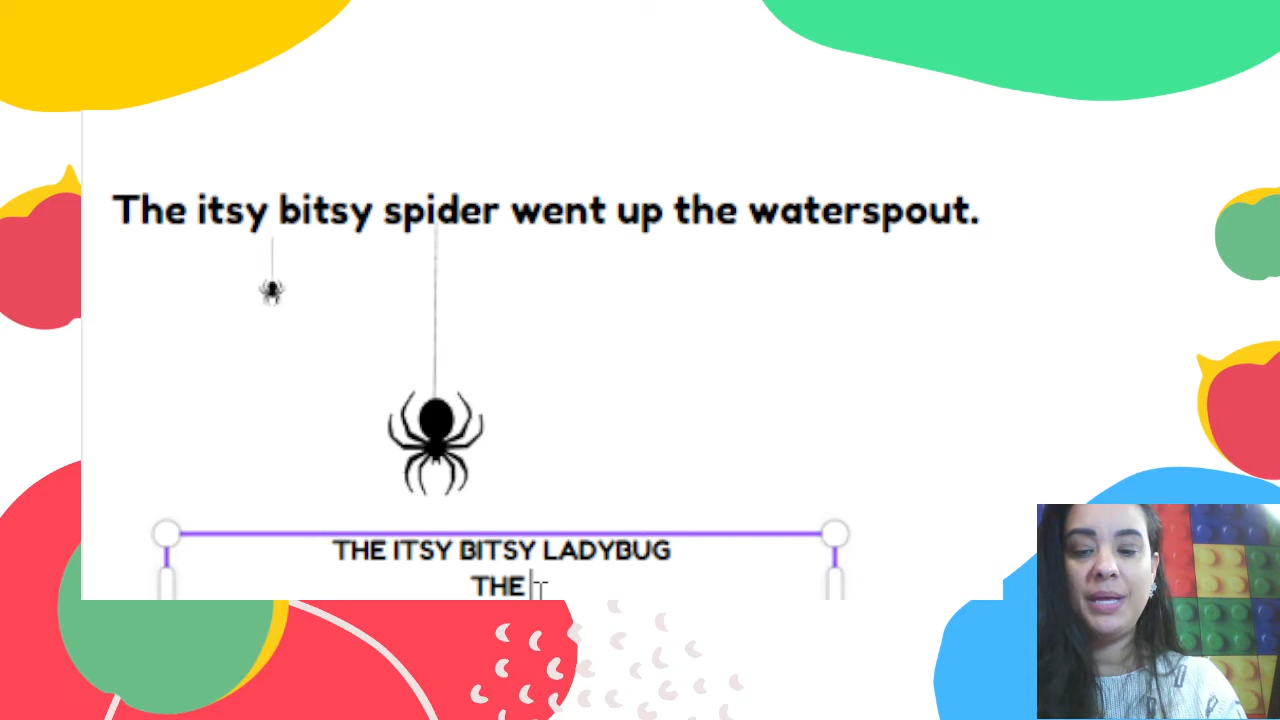 The itsy bitsy spider went up the waterspout.
THE ITSY BITSY LADYBUG
THE